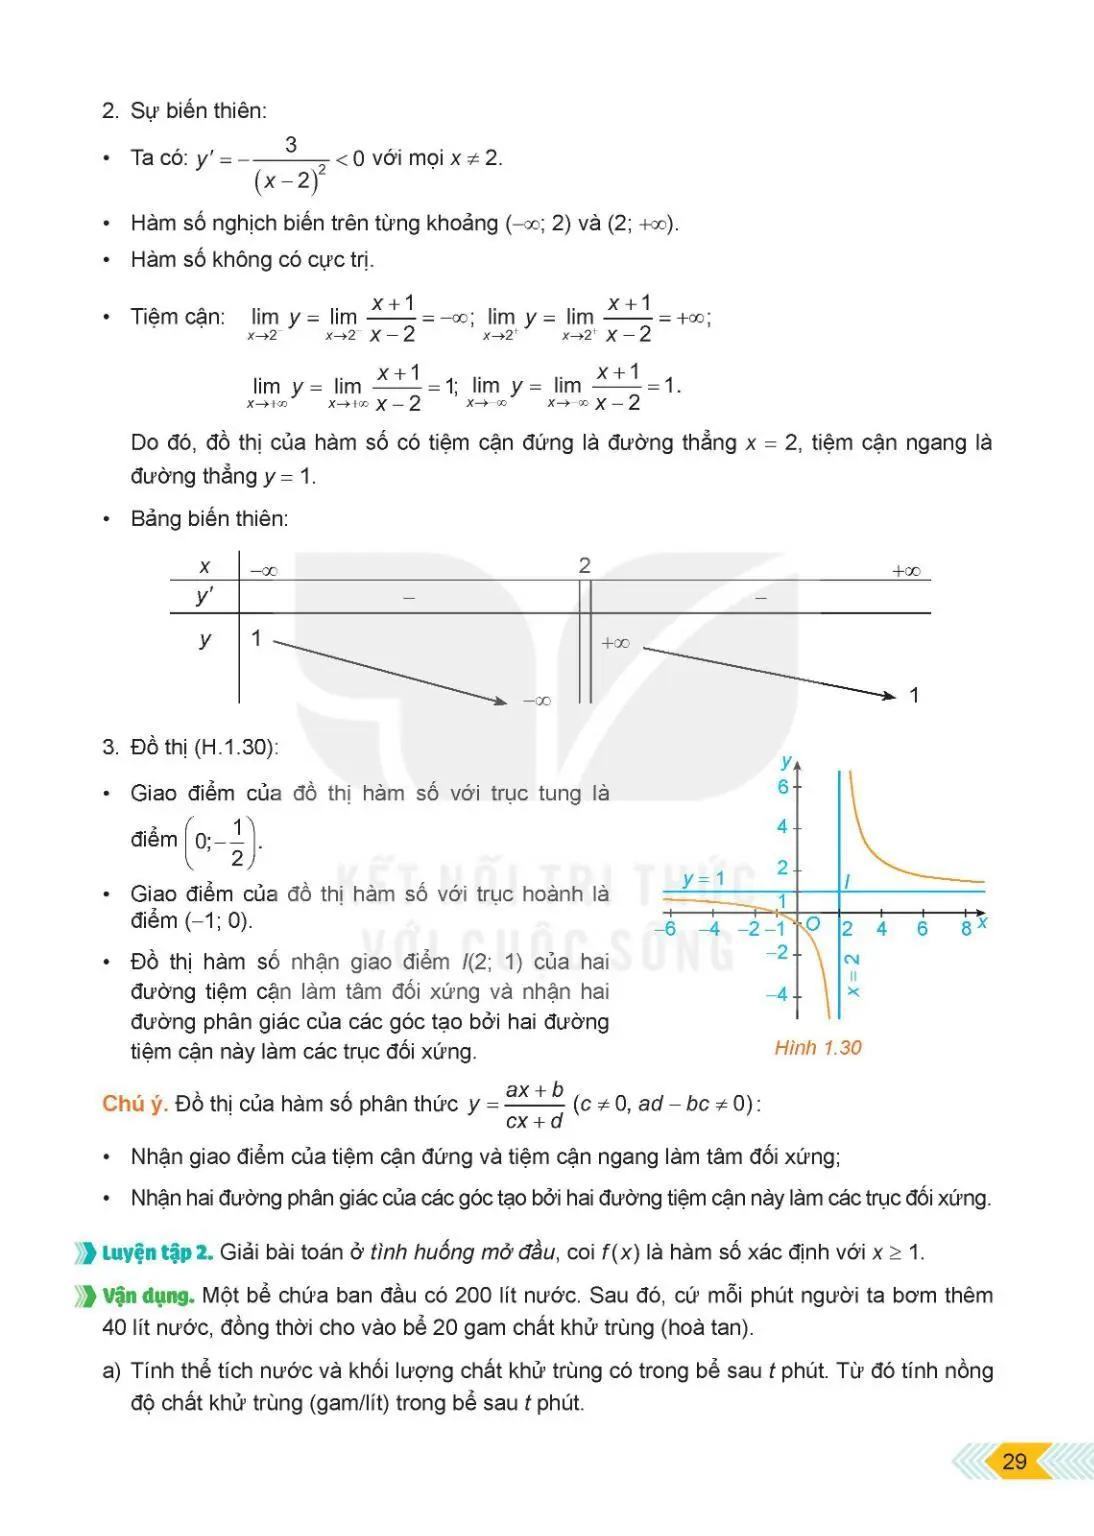 2. Sự biến thiên:
• Ta có: y' = −3/(x − 2)² < 0 với mọi x ≠ 2.
• Hàm số nghịch biến trên từng khoảng (−∞; 2) và (2; +∞).
• Hàm số không có cực trị.
• Tiệm cận: lim x→2⁻ y = lim x→2⁻ (x + 1)/(x − 2) = −∞; lim x→2⁺ y = lim x→2⁺ (x + 1)/(x − 2) = +∞;
lim x→+∞ y = lim x→+∞ (x + 1)/(x − 2) = 1; lim x→−∞ y = lim x→−∞ (x + 1)/(x − 2) = 1.
Do đó, đồ thị của hàm số có tiệm cận đứng là đường thẳng x = 2, tiệm cận ngang là
đường thẳng y = 1.
• Bảng biến thiên:
x −∞ 2 +∞
y' − −
y 1 −∞ +∞ 1
3. Đồ thị (H.1.30):
• Giao điểm của đồ thị hàm số với trục tung là
điểm (0; −1/2).
• Giao điểm của đồ thị hàm số với trục hoành là
điểm (−1; 0).
• Đồ thị hàm số nhận giao điểm I(2; 1) của hai
đường tiệm cận làm tâm đối xứng và nhận hai
đường phân giác của các góc tạo bởi hai đường
tiệm cận này làm các trục đối xứng.
y
6
4
2
y = 1
I
1
−6 −4 −2 −1 O 2 4 6 8 x
−2
−4
x = 2
Hình 1.30
KẾT NỐI TRI THỨC
VỚI CUỘC SỐNG
Chú ý. Đồ thị của hàm số phân thức y = (ax + b)/(cx + d) (c ≠ 0, ad − bc ≠ 0):
• Nhận giao điểm của tiệm cận đứng và tiệm cận ngang làm tâm đối xứng;
• Nhận hai đường phân giác của các góc tạo bởi hai đường tiệm cận này làm các trục đối xứng.
Luyện tập 2. Giải bài toán ở tình huống mở đầu, coi f(x) là hàm số xác định với x ≥ 1.
Vận dụng. Một bể chứa ban đầu có 200 lít nước. Sau đó, cứ mỗi phút người ta bơm thêm
40 lít nước, đồng thời cho vào bể 20 gam chất khử trùng (hoà tan).
a) Tính thể tích nước và khối lượng chất khử trùng có trong bể sau t phút. Từ đó tính nồng
độ chất khử trùng (gam/lít) trong bể sau t phút.
29